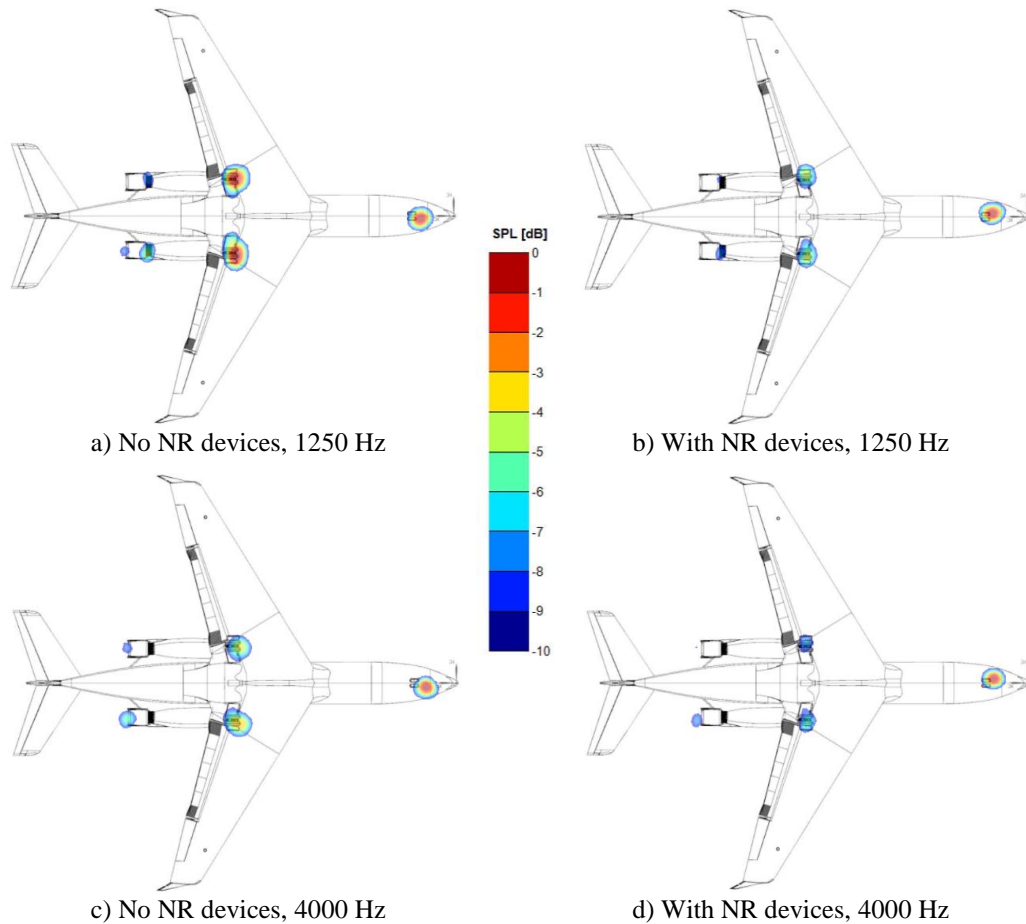 a) No NR devices, 1250 Hz
b) With NR devices, 1250 Hz
SPL [dB]
0
-1
-2
-3
-4
-5
-6
-7
-8
-9
-10
c) No NR devices, 4000 Hz
d) With NR devices, 4000 Hz